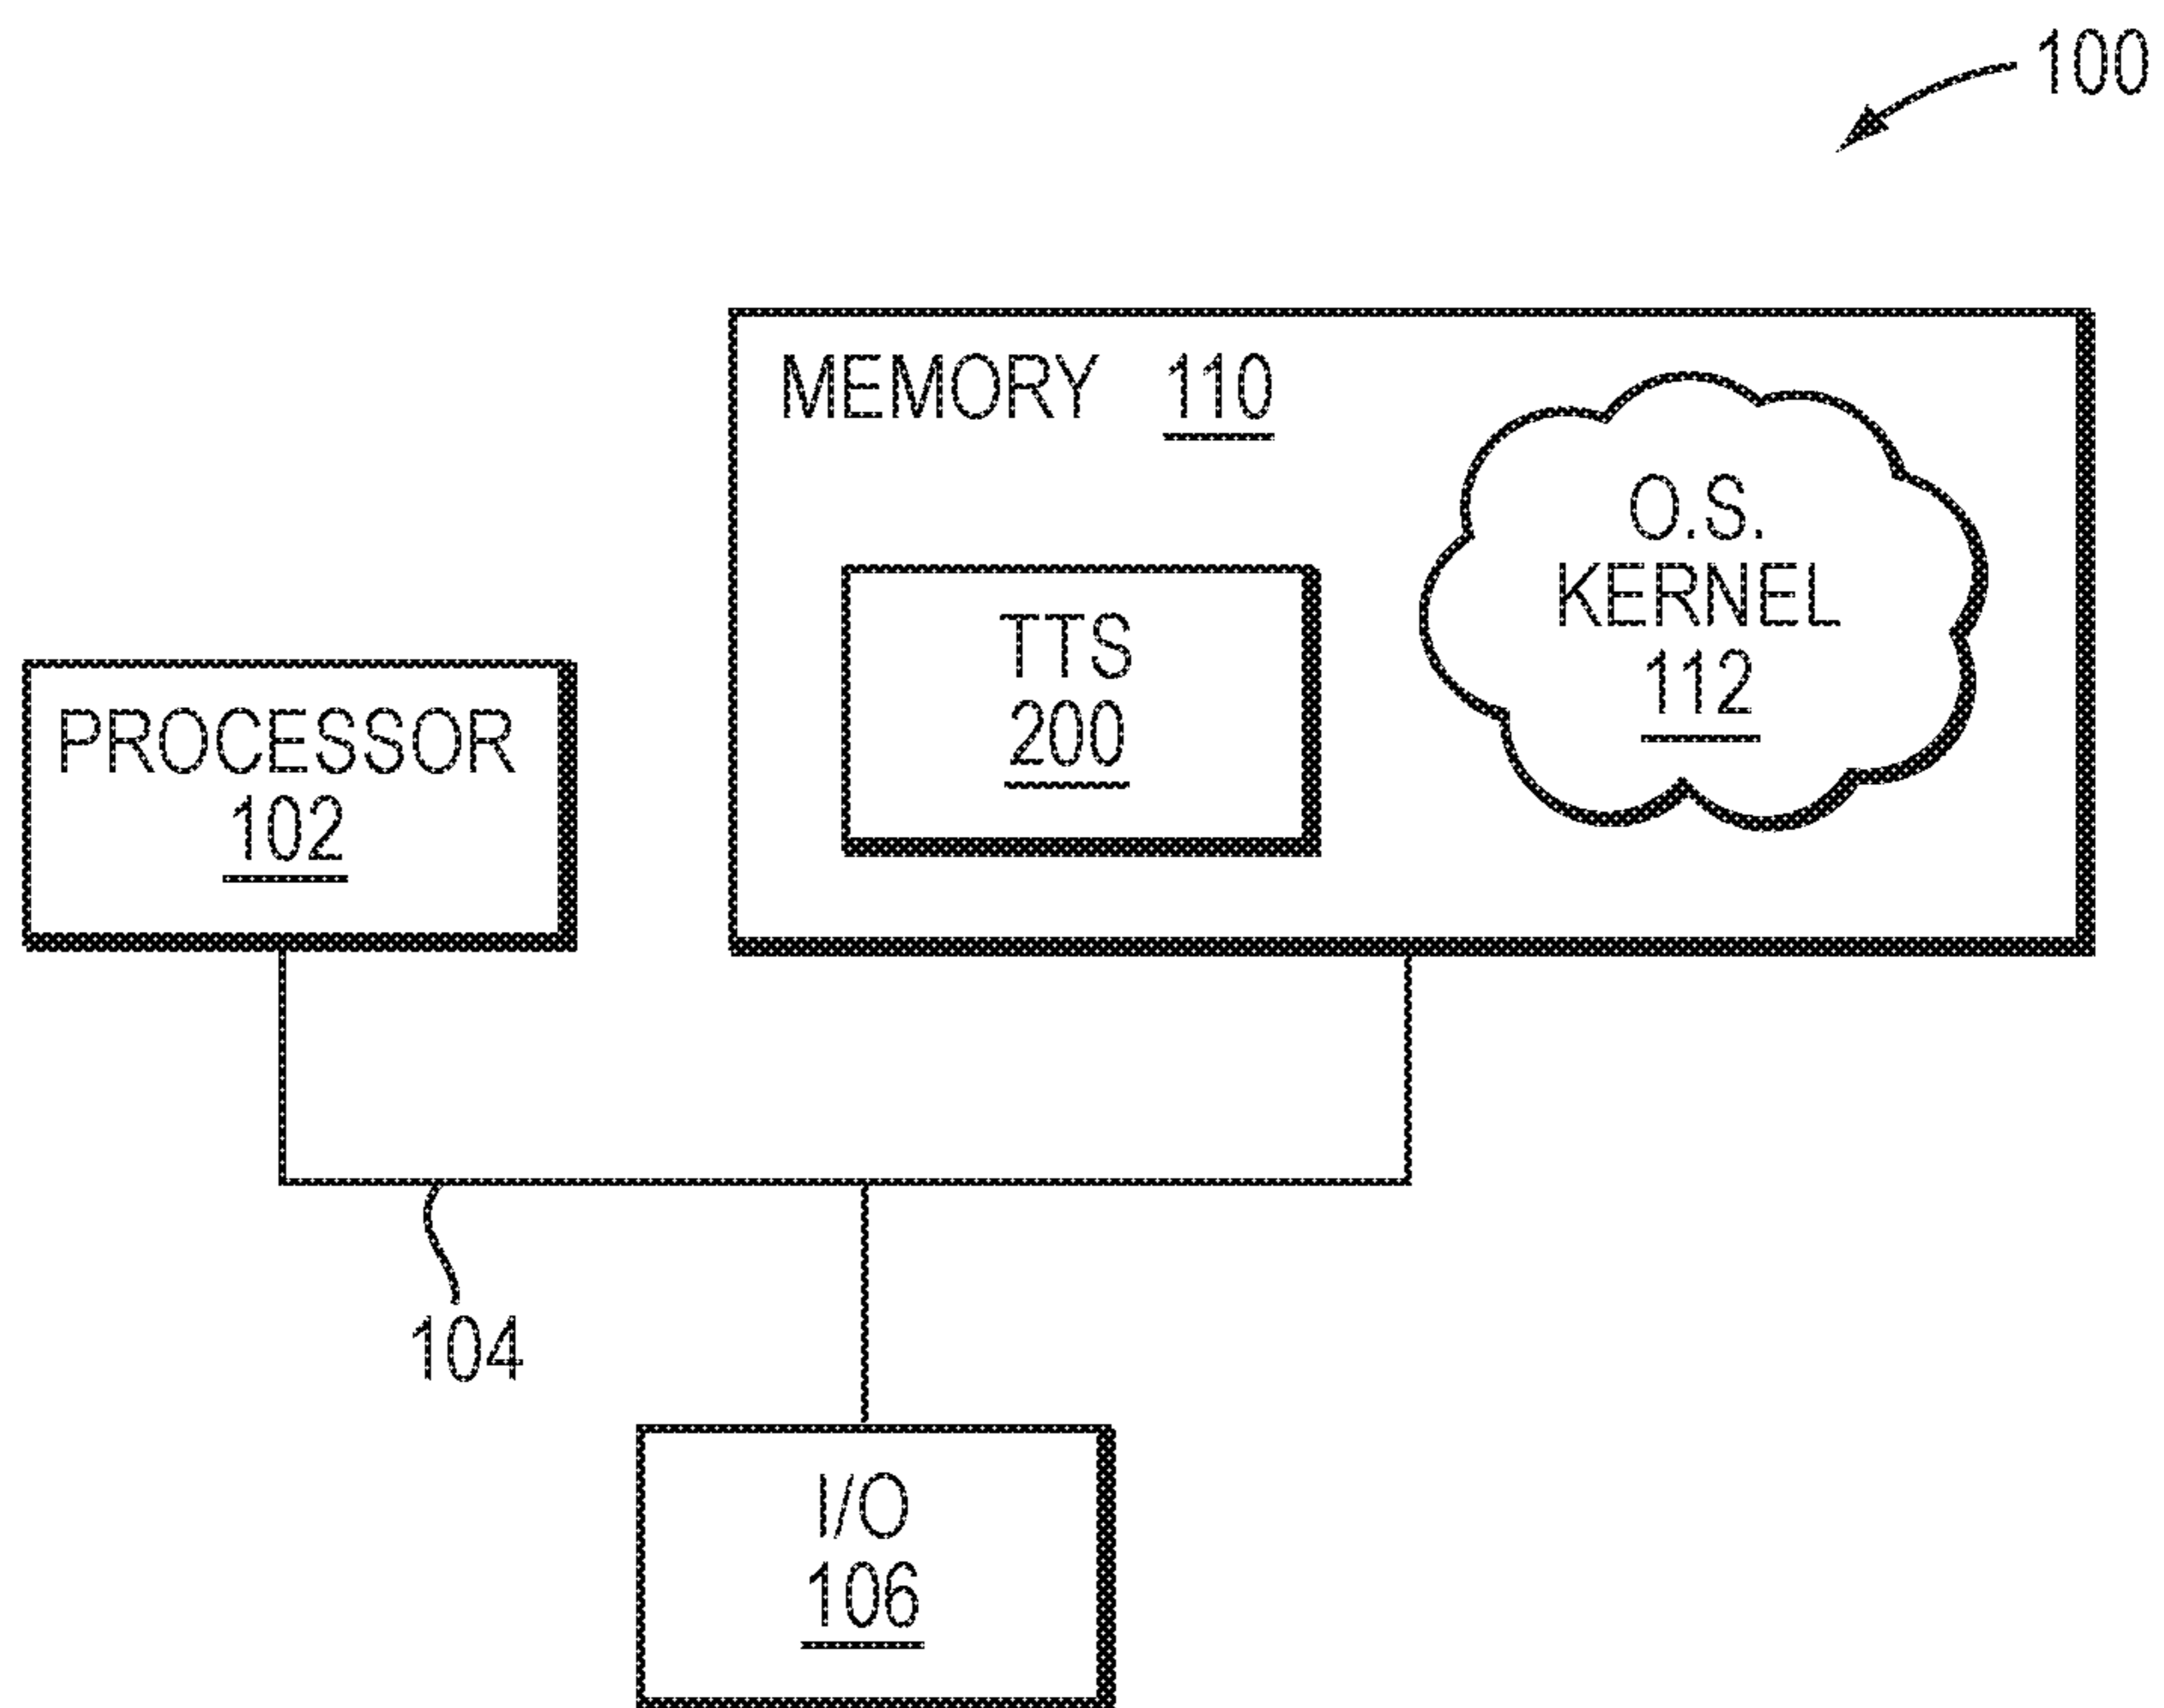 100
MEMORY 110
O.S.
KERNEL
112
TTS
200
PROCESSOR
102
104
I/O
106